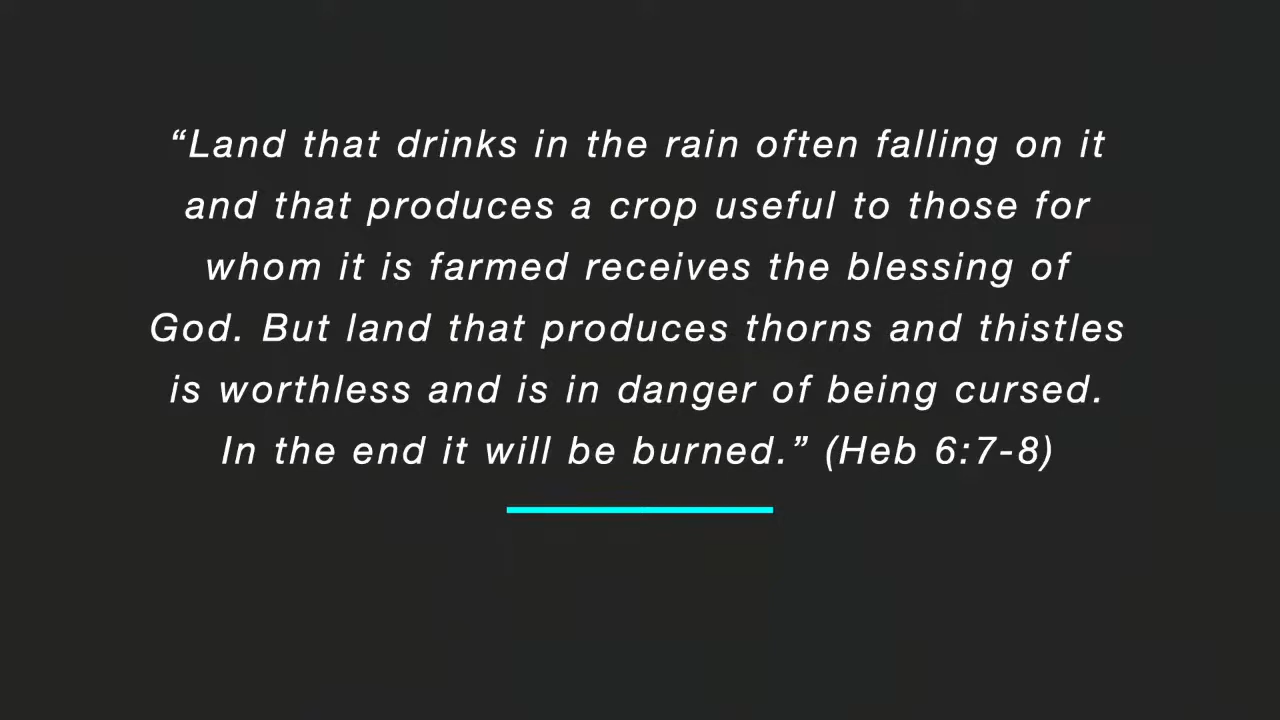 “Land that drinks in the rain often falling on it
and that produces a crop useful to those for
whom it is farmed receives the blessing of
God. But land that produces thorns and thistles
is worthless and is in danger of being cursed.
In the end it will be burned.” (Heb 6:7-8)